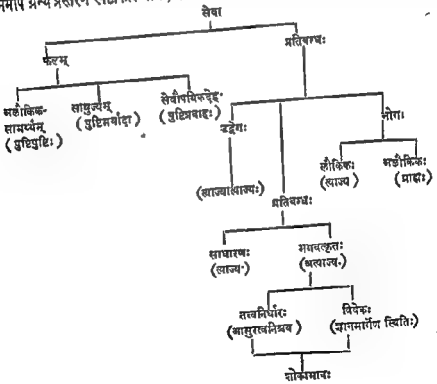 सेवा
प्रतिबन्धः
फलम्
अलौकिक-
सामर्थ्यम्
(पुष्टिपुष्टिः)
सायुज्यम्
(पुष्टिमर्यादा)
सेवौपयिकदेहः
(पुष्टिप्रवाहः)
उद्वेगः
भोगः
(त्याज्यात्याज्यः)
लौकिकः
(त्याज्य)
अलौकिकः
(ग्राह्यः)
प्रतिबन्धः
साधारणः
(त्याज्यः)
भगवत्कृतः
(अत्याज्यः)
तत्त्वनिर्धारः
(आसुरत्वनिश्चय)
विवेकः
(ज्ञानमार्गेण स्थितिः)
शोकाभावः